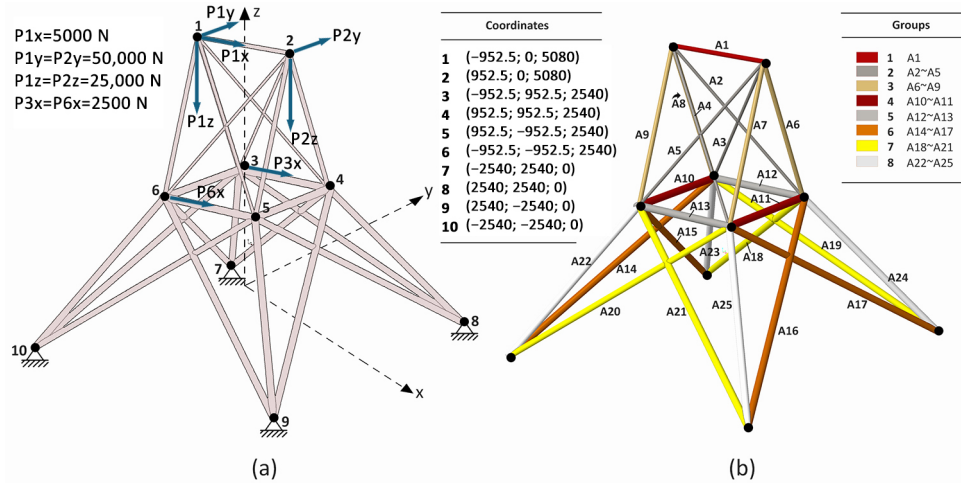 P1x=5000 N
P1y=P2y=50,000 N
P1z=P2z=25,000 N
P3x=P6x=2500 N
P1y
z
1
P1x
2
P2y
P1z
P2z
3
P3x
4
6
P6x
5
y
7
8
10
x
9
(a)
Coordinates
1 (−952.5; 0; 5080)
2 (952.5; 0; 5080)
3 (−952.5; 952.5; 2540)
4 (952.5; 952.5; 2540)
5 (952.5; −952.5; 2540)
6 (−952.5; −952.5; 2540)
7 (−2540; 2540; 0)
8 (2540; 2540; 0)
9 (2540; −2540; 0)
10 (−2540; −2540; 0)
A1
A2
A8
A4
A9
A7
A6
A5
A3
A10
A12
A13
A11
A15
A23
A18
A19
A22
A14
A24
A20
A21
A25
A17
A16
(b)
Groups
1 A1
2 A2~A5
3 A6~A9
4 A10~A11
5 A12~A13
6 A14~A17
7 A18~A21
8 A22~A25